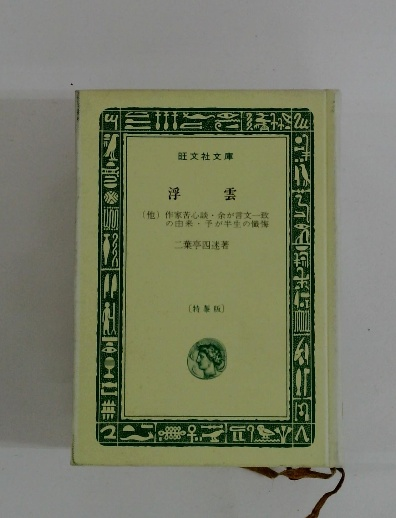 旺文社文庫
浮雲
(他) 作家苦心談・余が言文一致
の由来・予が半生の懺悔
二葉亭四迷著
〔特製版〕